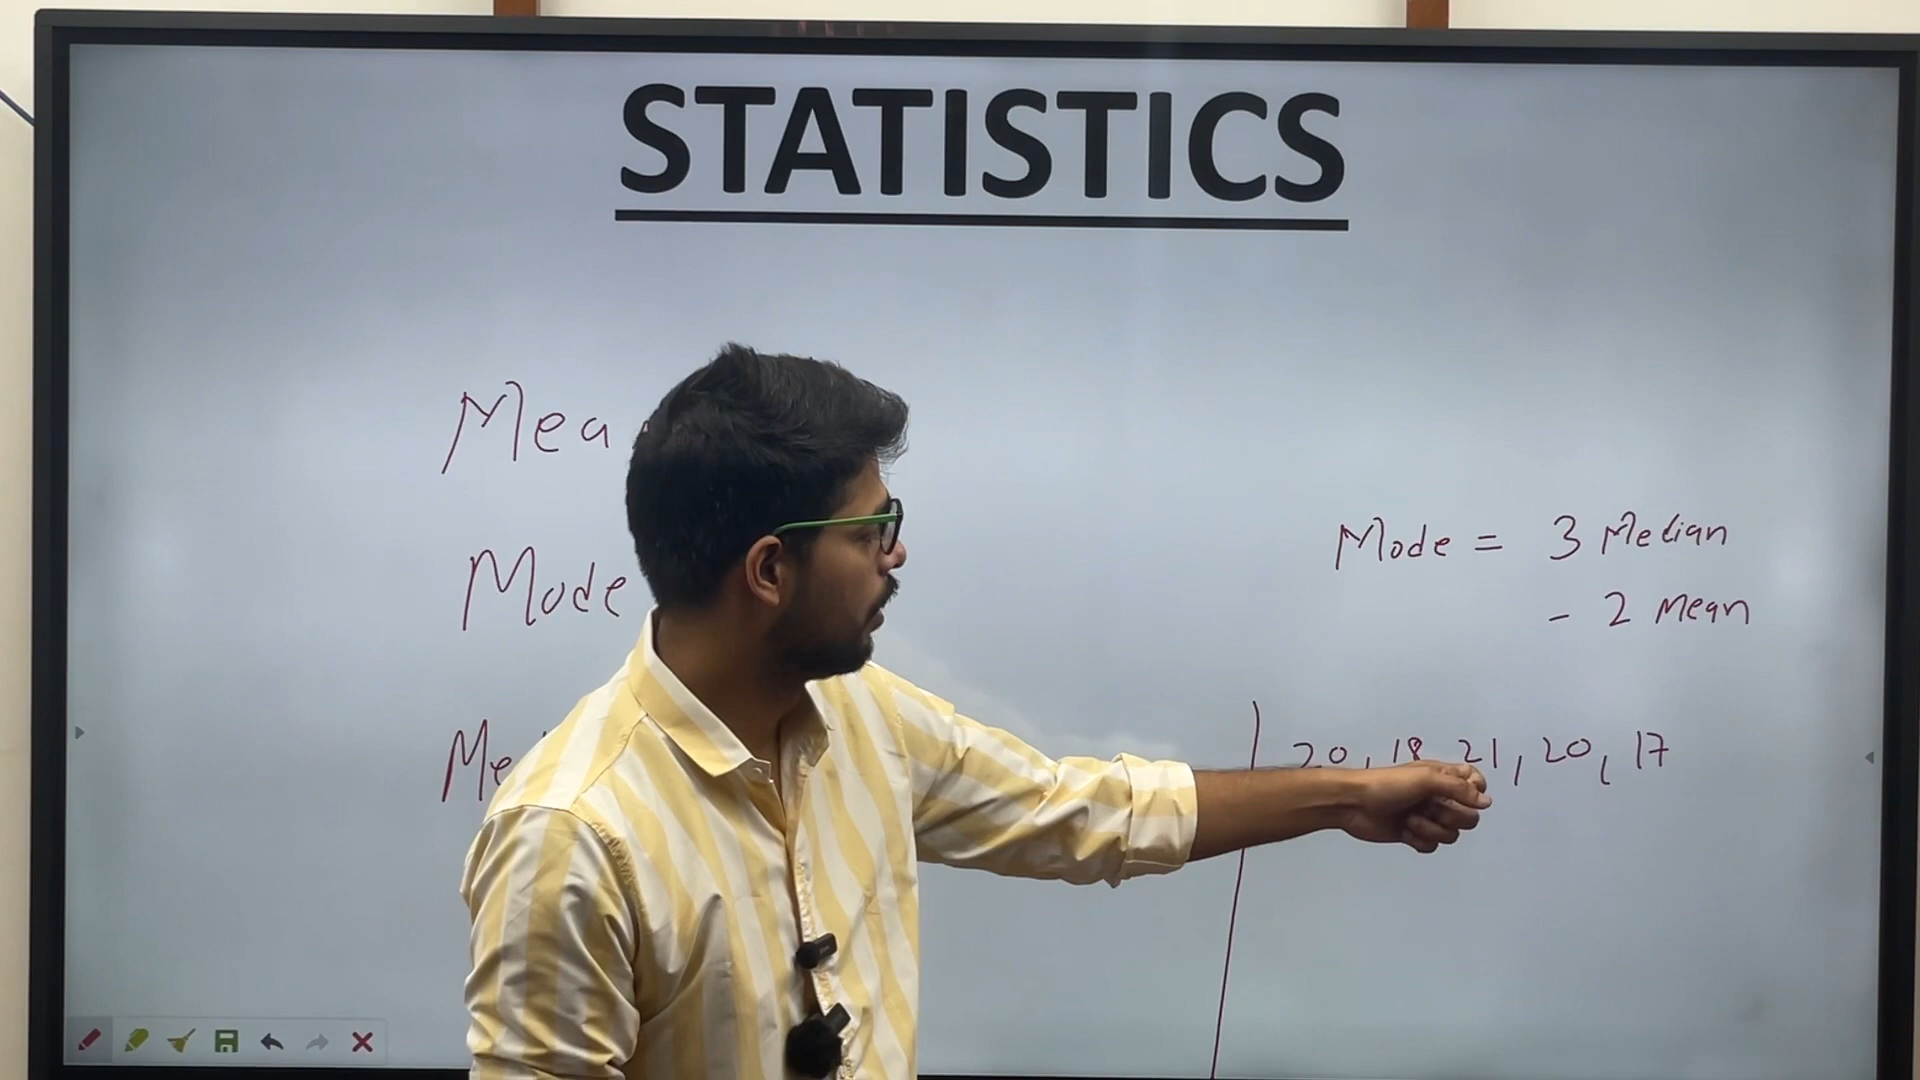 STATISTICS
Mea
Mode
Me
Mode = 3 Median
- 2 Mean
20, 18 21, 20, 17